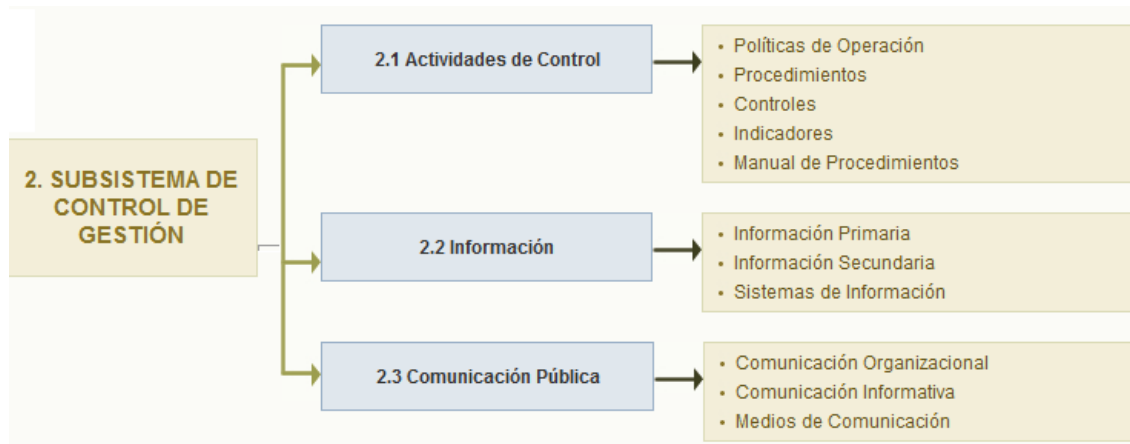 2. SUBSISTEMA DE
CONTROL DE
GESTIÓN
2.1 Actividades de Control
• Políticas de Operación
• Procedimientos
• Controles
• Indicadores
• Manual de Procedimientos
2.2 Información
• Información Primaria
• Información Secundaria
• Sistemas de Información
2.3 Comunicación Pública
• Comunicación Organizacional
• Comunicación Informativa
• Medios de Comunicación